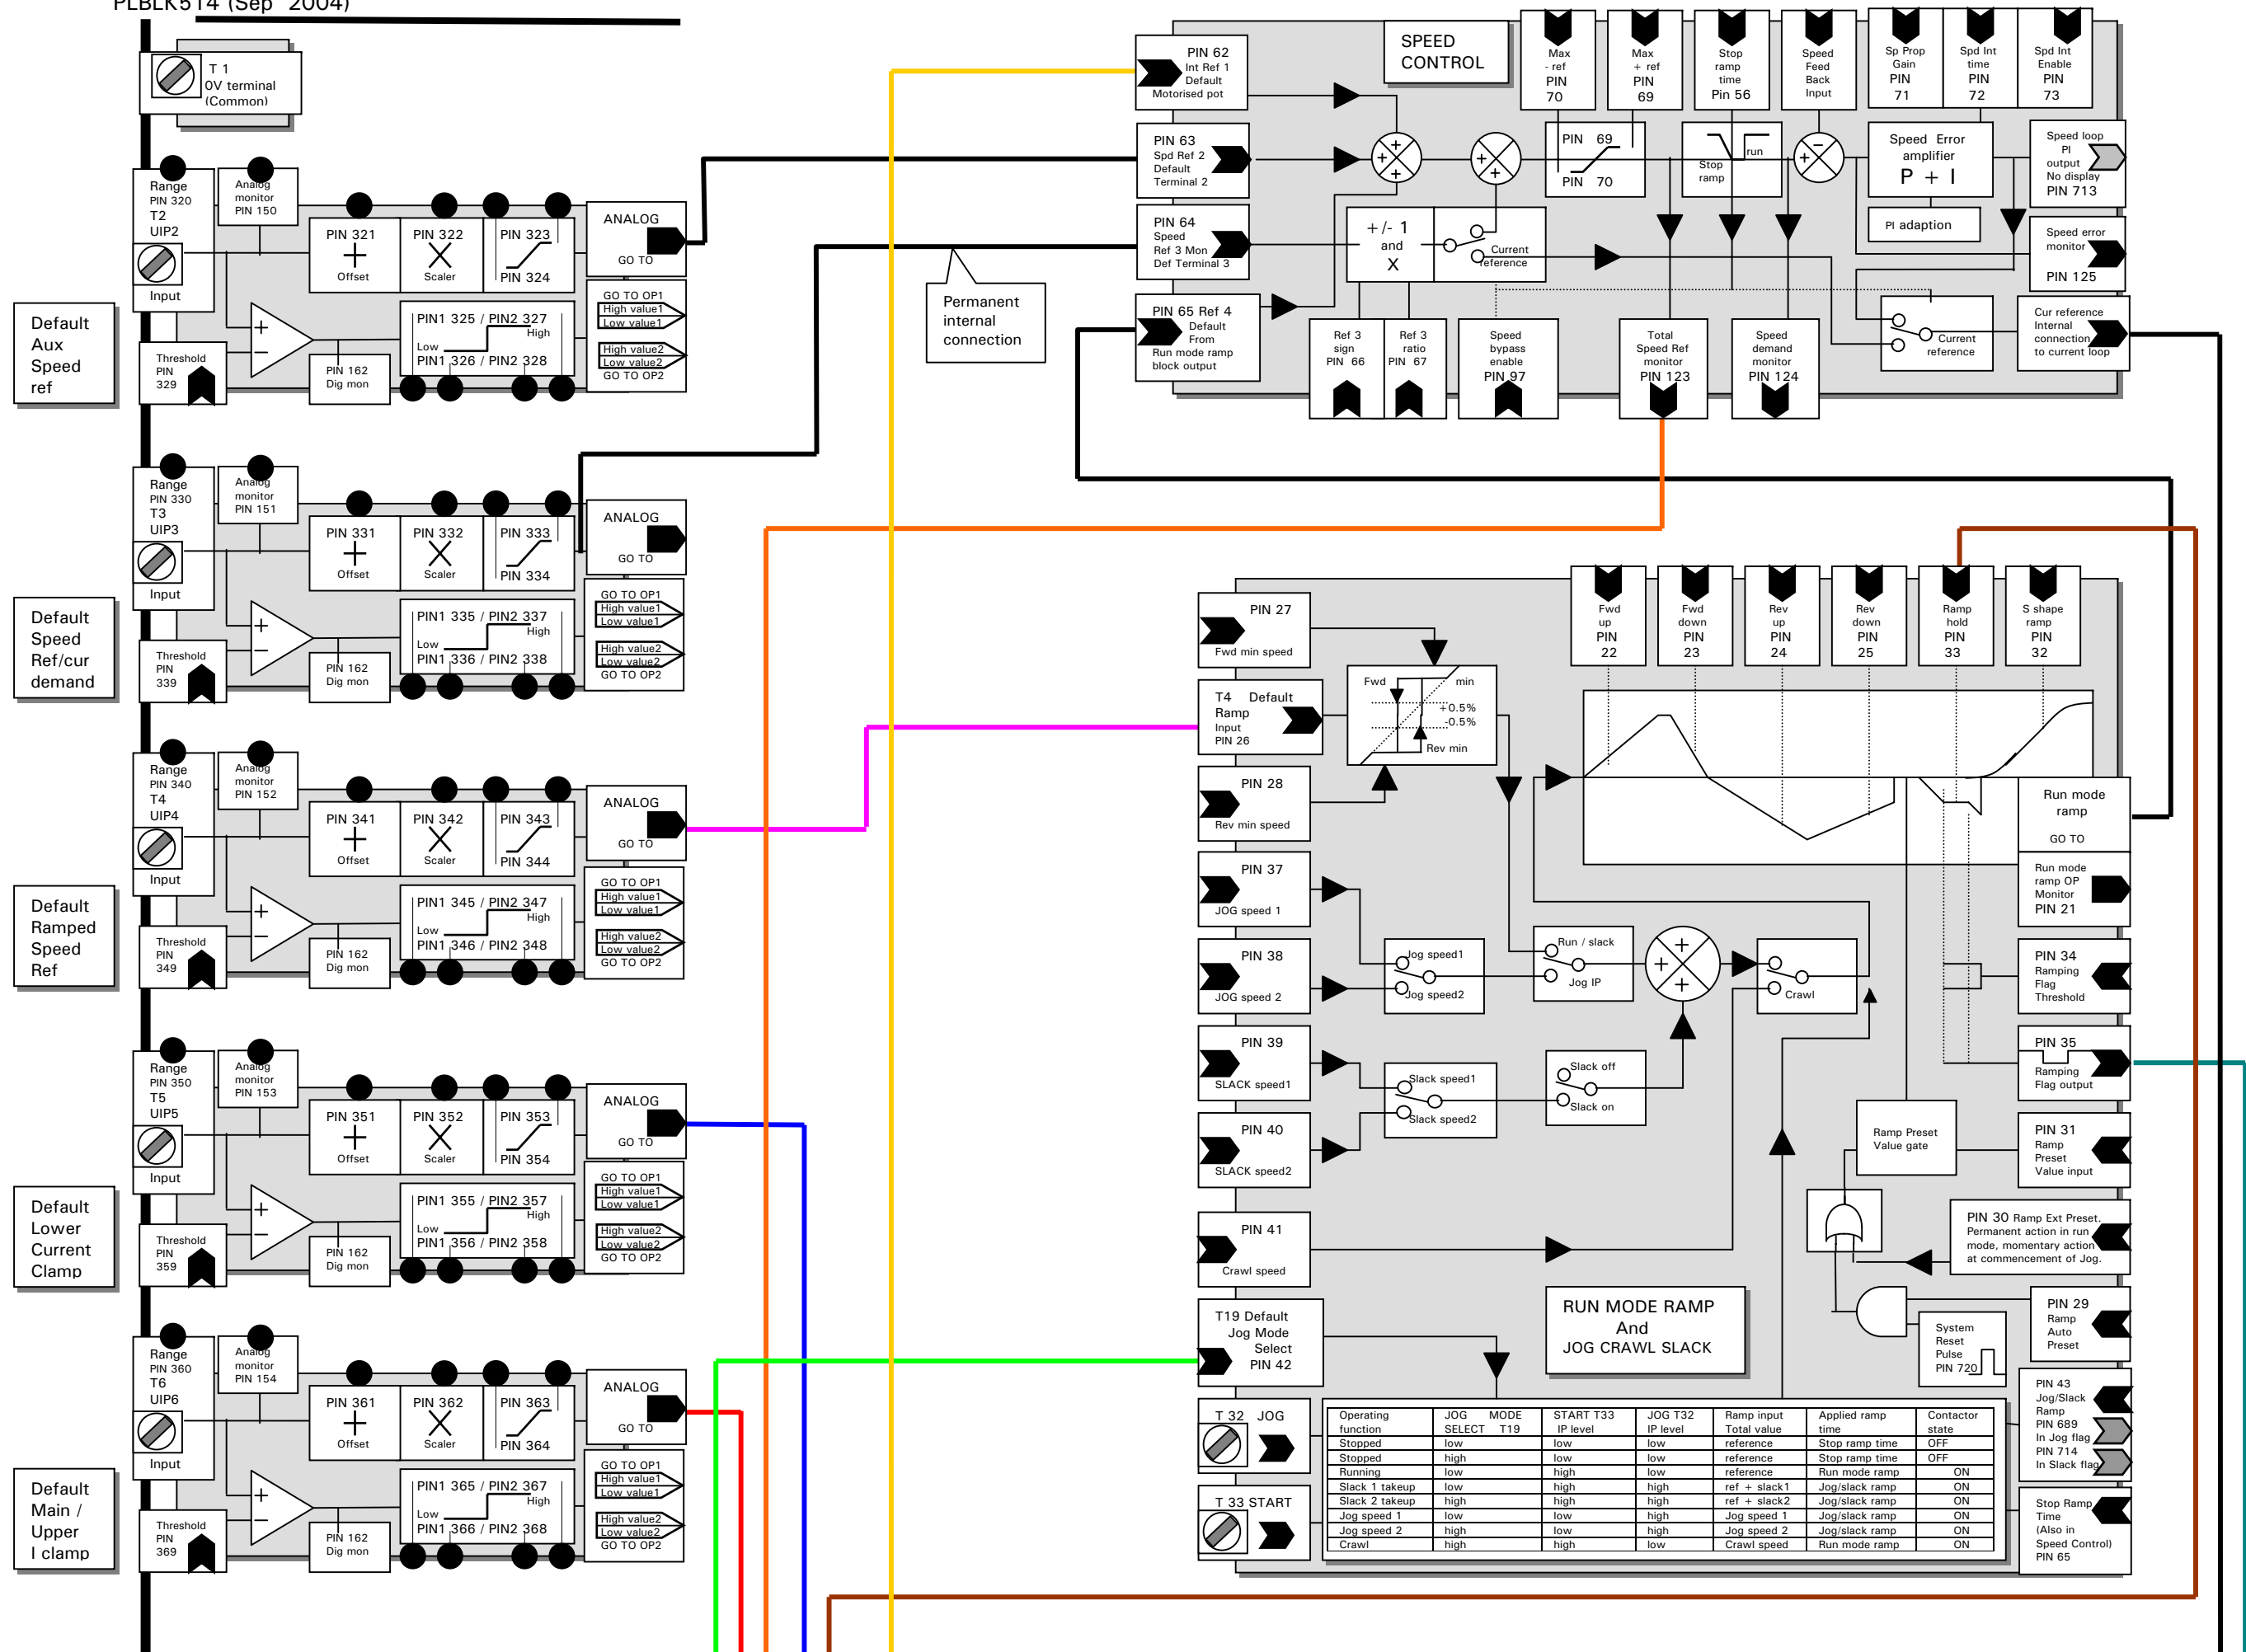 PLBLK514 (Sep 2004)
T 1
0V terminal
(Common)
Default
Aux
Speed
ref
Range
PIN 320
T2
UIP2
Input
Analog
monitor
PIN 150
PIN 321
Offset
PIN 322
Scaler
PIN 323
PIN 324
ANALOG
GO TO
Threshold
PIN
329
PIN 162
Dig mon
PIN1 325 / PIN2 327
High
Low
PIN1 326 / PIN2 328
GO TO OP1
High value1
Low value1
High value2
Low value2
GO TO OP2
Default
Speed
Ref/cur
demand
Range
PIN 330
T3
UIP3
Input
Analog
monitor
PIN 151
PIN 331
Offset
PIN 332
Scaler
PIN 333
PIN 334
ANALOG
GO TO
Threshold
PIN
339
PIN 162
Dig mon
PIN1 335 / PIN2 337
High
Low
PIN1 336 / PIN2 338
GO TO OP1
High value1
Low value1
High value2
Low value2
GO TO OP2
Default
Ramped
Speed
Ref
Range
PIN 340
T4
UIP4
Input
Analog
monitor
PIN 152
PIN 341
Offset
PIN 342
Scaler
PIN 343
PIN 344
ANALOG
GO TO
Threshold
PIN
349
PIN 162
Dig mon
PIN1 345 / PIN2 347
High
Low
PIN1 346 / PIN2 348
GO TO OP1
High value1
Low value1
High value2
Low value2
GO TO OP2
Default
Lower
Current
Clamp
Range
PIN 350
T5
UIP5
Input
Analog
monitor
PIN 153
PIN 351
Offset
PIN 352
Scaler
PIN 353
PIN 354
ANALOG
GO TO
Threshold
PIN
359
PIN 162
Dig mon
PIN1 355 / PIN2 357
High
Low
PIN1 356 / PIN2 358
GO TO OP1
High value1
Low value1
High value2
Low value2
GO TO OP2
Default
Main /
Upper
I clamp
Range
PIN 360
T6
UIP6
Input
Analog
monitor
PIN 154
PIN 361
Offset
PIN 362
Scaler
PIN 363
PIN 364
ANALOG
GO TO
Threshold
PIN
369
PIN 162
Dig mon
PIN1 365 / PIN2 367
High
Low
PIN1 366 / PIN2 368
GO TO OP1
High value1
Low value1
High value2
Low value2
GO TO OP2
Permanent
internal
connection
SPEED
CONTROL
PIN 62
Int Ref 1
Default
Motorised pot
PIN 63
Spd Ref 2
Default
Terminal 2
PIN 64
Speed
Ref 3 Mon
Def Terminal 3
PIN 65 Ref 4
Default
From
Run mode ramp
block output
Max
- ref
PIN
70
Max
+ ref
PIN
69
Stop
ramp
time
Pin 56
Speed
Feed
Back
Input
Sp Prop
Gain
PIN
71
Spd Int
time
PIN
72
Spd Int
Enable
PIN
73
PIN 69
PIN 70
run
Stop
ramp
Speed Error
amplifier
P + I
PI adaption
Speed loop
PI
output
No display
PIN 713
Speed error
monitor
PIN 125
Cur reference
Internal
connection
to current loop
+/- 1
and
X
Current
reference
Current
reference
Ref 3
sign
PIN 66
Ref 3
ratio
PIN 67
Speed
bypass
enable
PIN 97
Total
Speed Ref
monitor
PIN 123
Speed
demand
monitor
PIN 124
PIN 27
Fwd min speed
T4 Default
Ramp
Input
PIN 26
PIN 28
Rev min speed
PIN 37
JOG speed 1
PIN 38
JOG speed 2
PIN 39
SLACK speed1
PIN 40
SLACK speed2
PIN 41
Crawl speed
T19 Default
Jog Mode
Select
PIN 42
T 32 JOG
T 33 START
Fwd min
+0.5%
-0.5%
Rev min
Fwd
up
PIN
22
Fwd
down
PIN
23
Rev
up
PIN
24
Rev
down
PIN
25
Ramp
hold
PIN
33
S shape
ramp
PIN
32
Jog speed1
Jog speed2
Run / slack
Jog IP
Crawl
Slack speed1
Slack speed2
Slack off
Slack on
Run mode
ramp
GO TO
Run mode
ramp OP
Monitor
PIN 21
PIN 34
Ramping
Flag
Threshold
PIN 35
Ramping
Flag output
Ramp Preset
Value gate
PIN 31
Ramp
Preset
Value input
PIN 30 Ramp Ext Preset.
Permanent action in run
mode, momentary action
at commencement of Jog.
PIN 29
Ramp
Auto
Preset
System
Reset
Pulse
PIN 720
PIN 43
Jog/Slack
Ramp
PIN 689
In Jog flag
PIN 714
In Slack flag
Stop Ramp
Time
(Also in
Speed Control)
PIN 65
RUN MODE RAMP
And
JOG CRAWL SLACK
Operating JOG MODE START T33 JOG T32 Ramp input Applied ramp Contactor
function SELECT T19 IP level IP level Total value time state
Stopped low low low reference Stop ramp time OFF
Stopped high low low reference Stop ramp time OFF
Running low high low reference Run mode ramp ON
Slack 1 takeup low high high ref + slack1 Jog/slack ramp ON
Slack 2 takeup high high high ref + slack2 Jog/slack ramp ON
Jog speed 1 low low high Jog speed 1 Jog/slack ramp ON
Jog speed 2 high low high Jog speed 2 Jog/slack ramp ON
Crawl high high low Crawl speed Run mode ramp ON